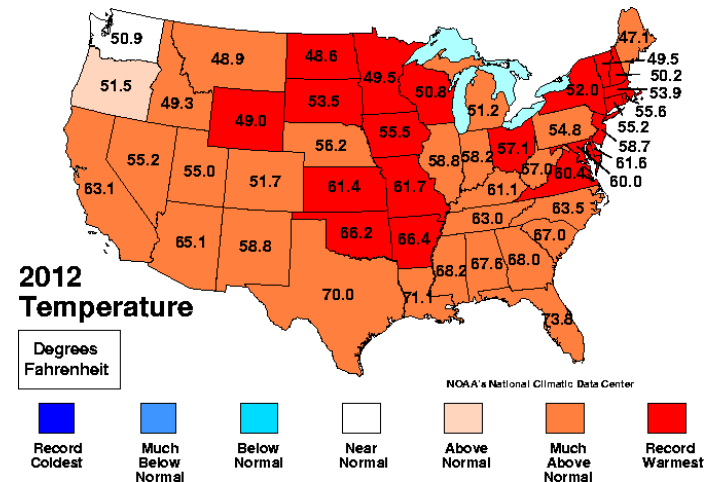 50.9
48.9
48.6
49.5
47.1
49.5
50.2
53.9
55.6
55.2
58.7
61.6
60.0
51.5
49.3
49.0
53.5
50.8
51.2
52.0
54.8
55.5
57.1
56.2
58.8
58.2
67.0
60.4
63.1
55.2
55.0
51.7
61.4
61.7
61.1
63.0
63.5
65.1
58.8
66.2
66.4
67.0
68.2
67.6
68.0
70.0
71.1
73.8
2012
Temperature
Degrees
Fahrenheit
NOAA's National Climatic Data Center
Record
Coldest
Much
Below
Normal
Below
Normal
Near
Normal
Above
Normal
Much
Above
Normal
Record
Warmest